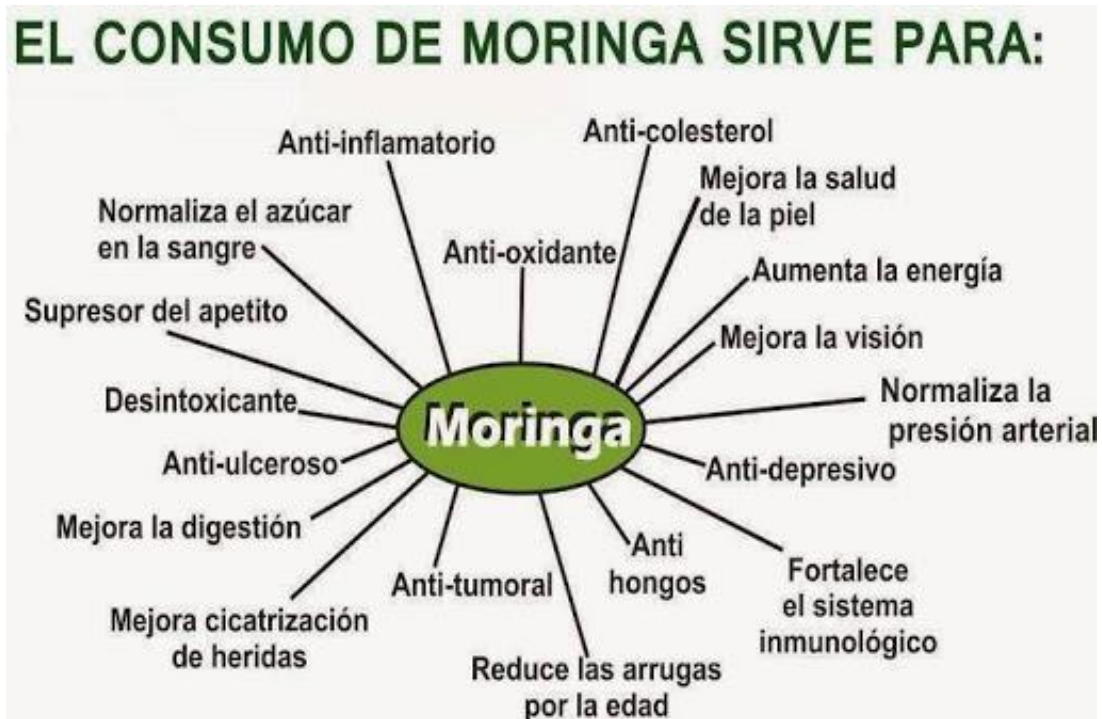 EL CONSUMO DE MORINGA SIRVE PARA:
Anti-inflamatorio
Anti-colesterol
Mejora la salud
de la piel
Normaliza el azúcar
en la sangre
Anti-oxidante
Aumenta la energía
Supresor del apetito
Mejora la visión
Desintoxicante
Normaliza la
presión arterial
Moringa
Anti-ulceroso
Anti-depresivo
Mejora la digestión
Anti
hongos
Anti-tumoral
Fortalece
el sistema
inmunológico
Mejora cicatrización
de heridas
Reduce las arrugas
por la edad